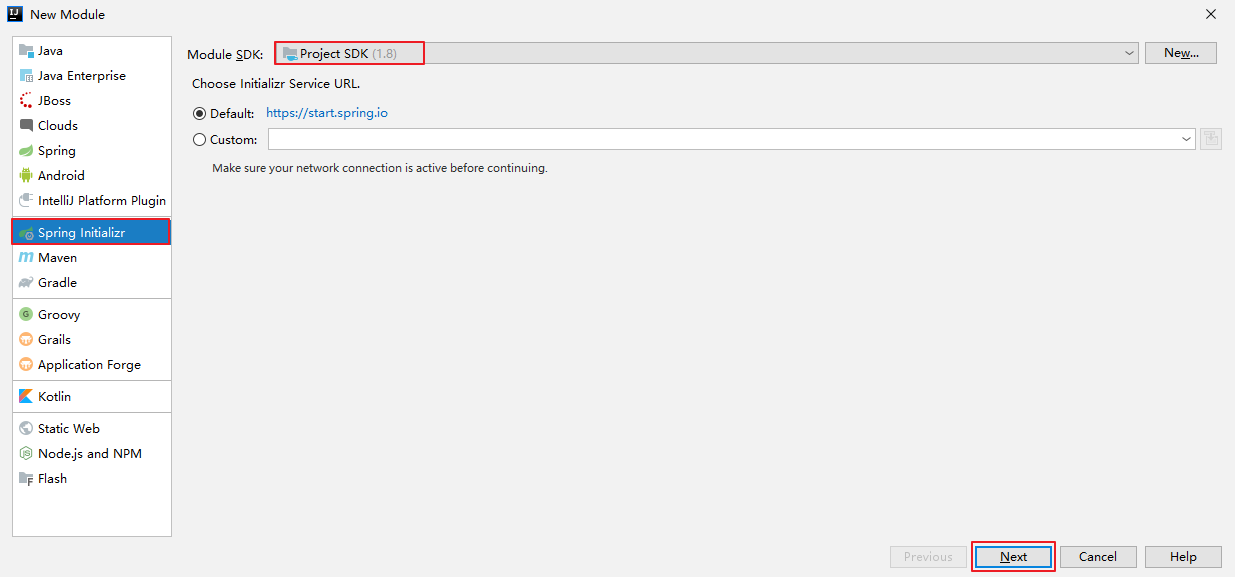 New Module
Java
Java Enterprise
JBoss
Clouds
Spring
Android
IntelliJ Platform Plugin
Spring Initializr
Maven
Gradle
Groovy
Grails
Application Forge
Kotlin
Static Web
Node.js and NPM
Flash
Module SDK: Project SDK (1.8) New...
Choose Initializr Service URL.
Default: https://start.spring.io
Custom:
Make sure your network connection is active before continuing.
Previous Next Cancel Help